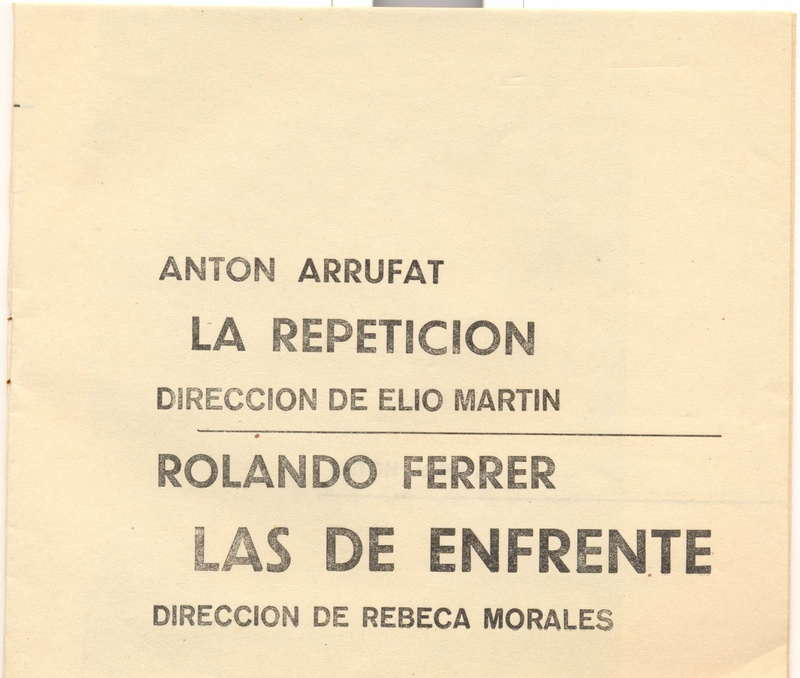 ANTON ARRUFAT
LA REPETICION
DIRECCION DE ELIO MARTIN
ROLANDO FERRER
LAS DE ENFRENTE
DIRECCION DE REBECA MORALES